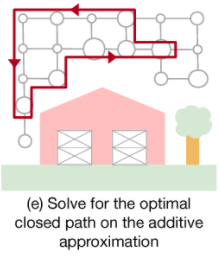 (e) Solve for the optimal
closed path on the additive
approximation